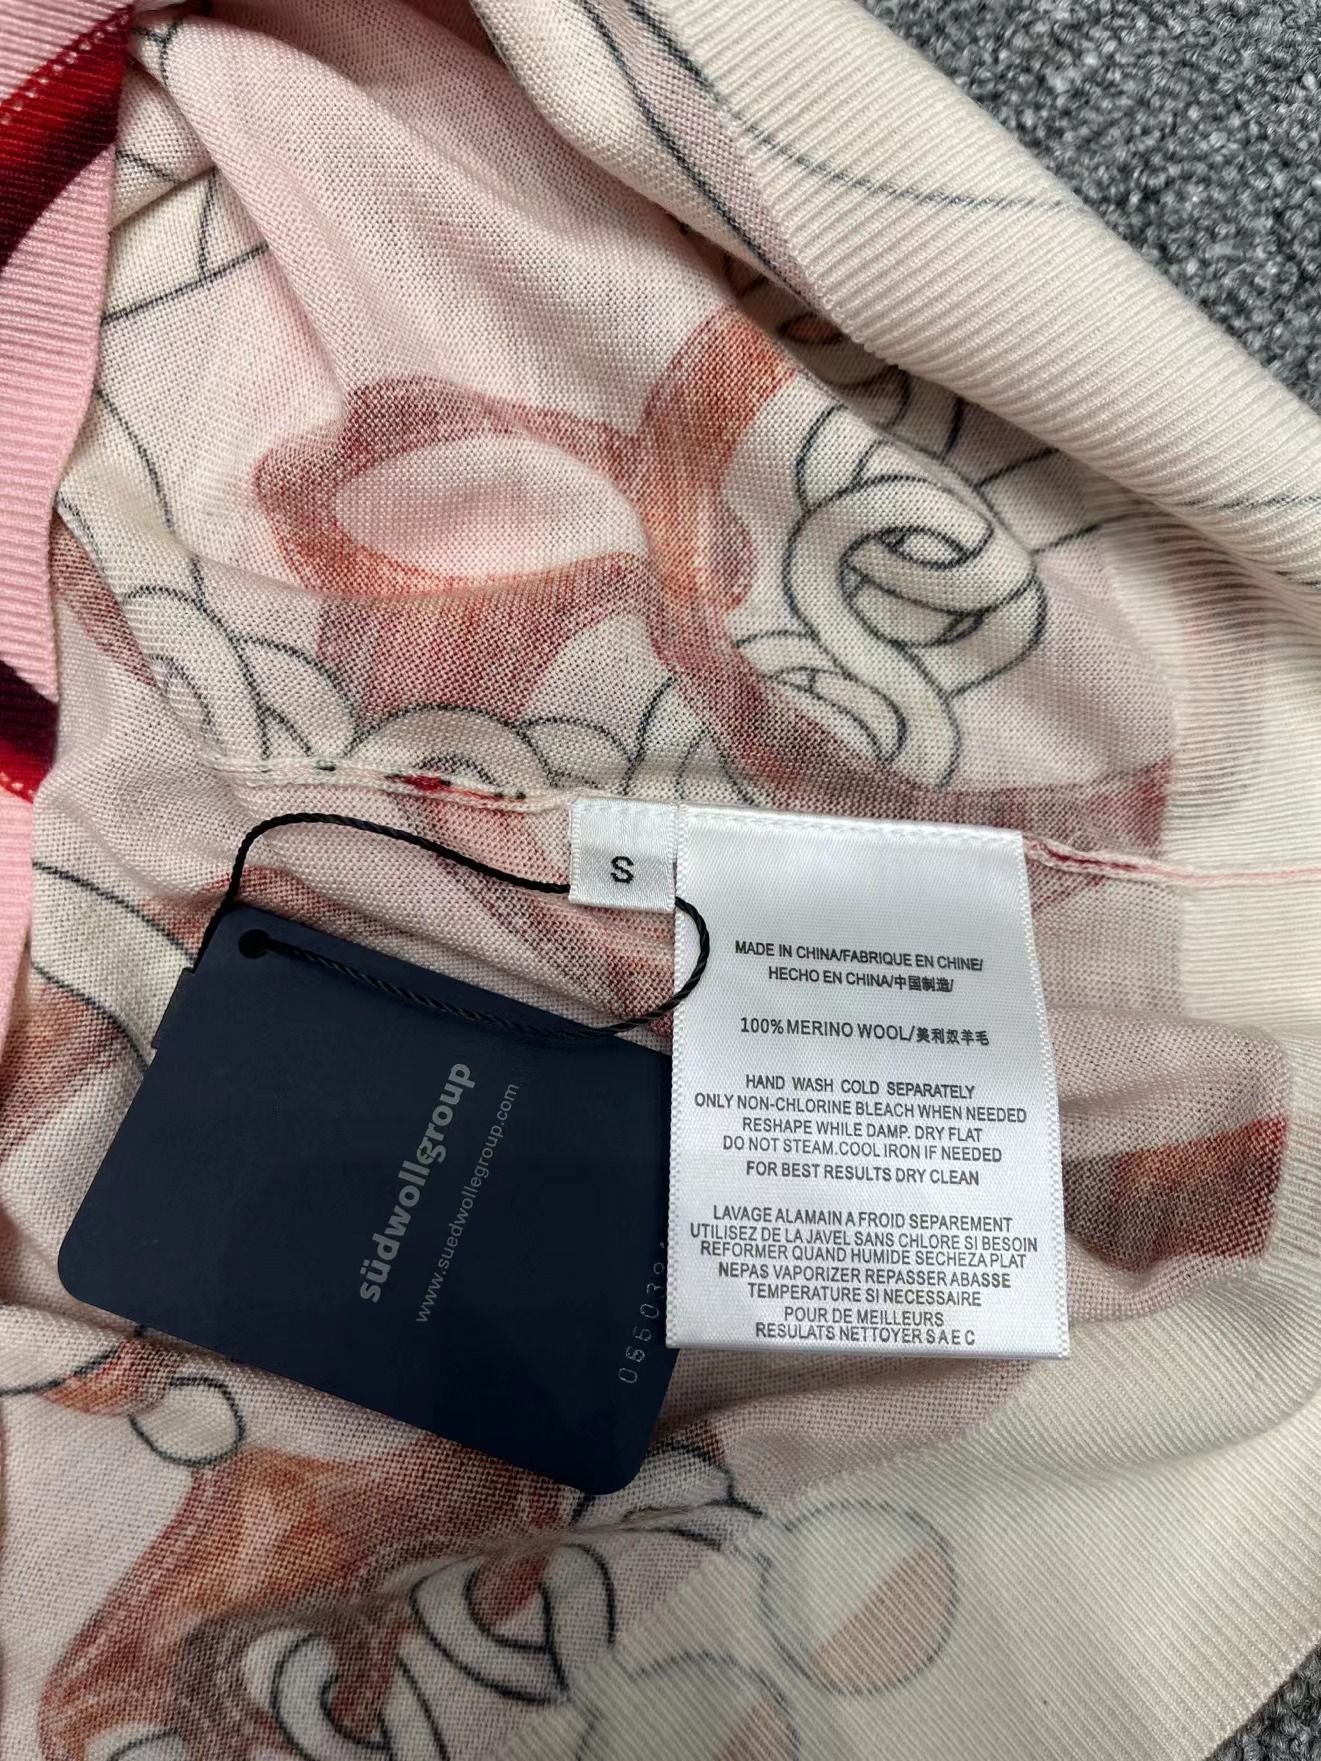 S
MADE IN CHINA/FABRIQUE EN CHINE/
HECHO EN CHINA/中国制造/
100% MERINO WOOL/美利奴羊毛
HAND WASH COLD SEPARATELY
ONLY NON-CHLORINE BLEACH WHEN NEEDED
RESHAPE WHILE DAMP. DRY FLAT
DO NOT STEAM.COOL IRON IF NEEDED
FOR BEST RESULTS DRY CLEAN
LAVAGE ALAMAIN A FROID SEPAREMENT
UTILISEZ DE LA JAVEL SANS CHLORE SI BESOIN
REFORMER QUAND HUMIDE SECHEZA PLAT
NEPAS VAPORIZER REPASSER ABASSE
TEMPERATURE SI NECESSAIRE
POUR DE MEILLEURS
RESULATS NETTOYER S A E C
südwollegroup
www.suedwollegroup.com